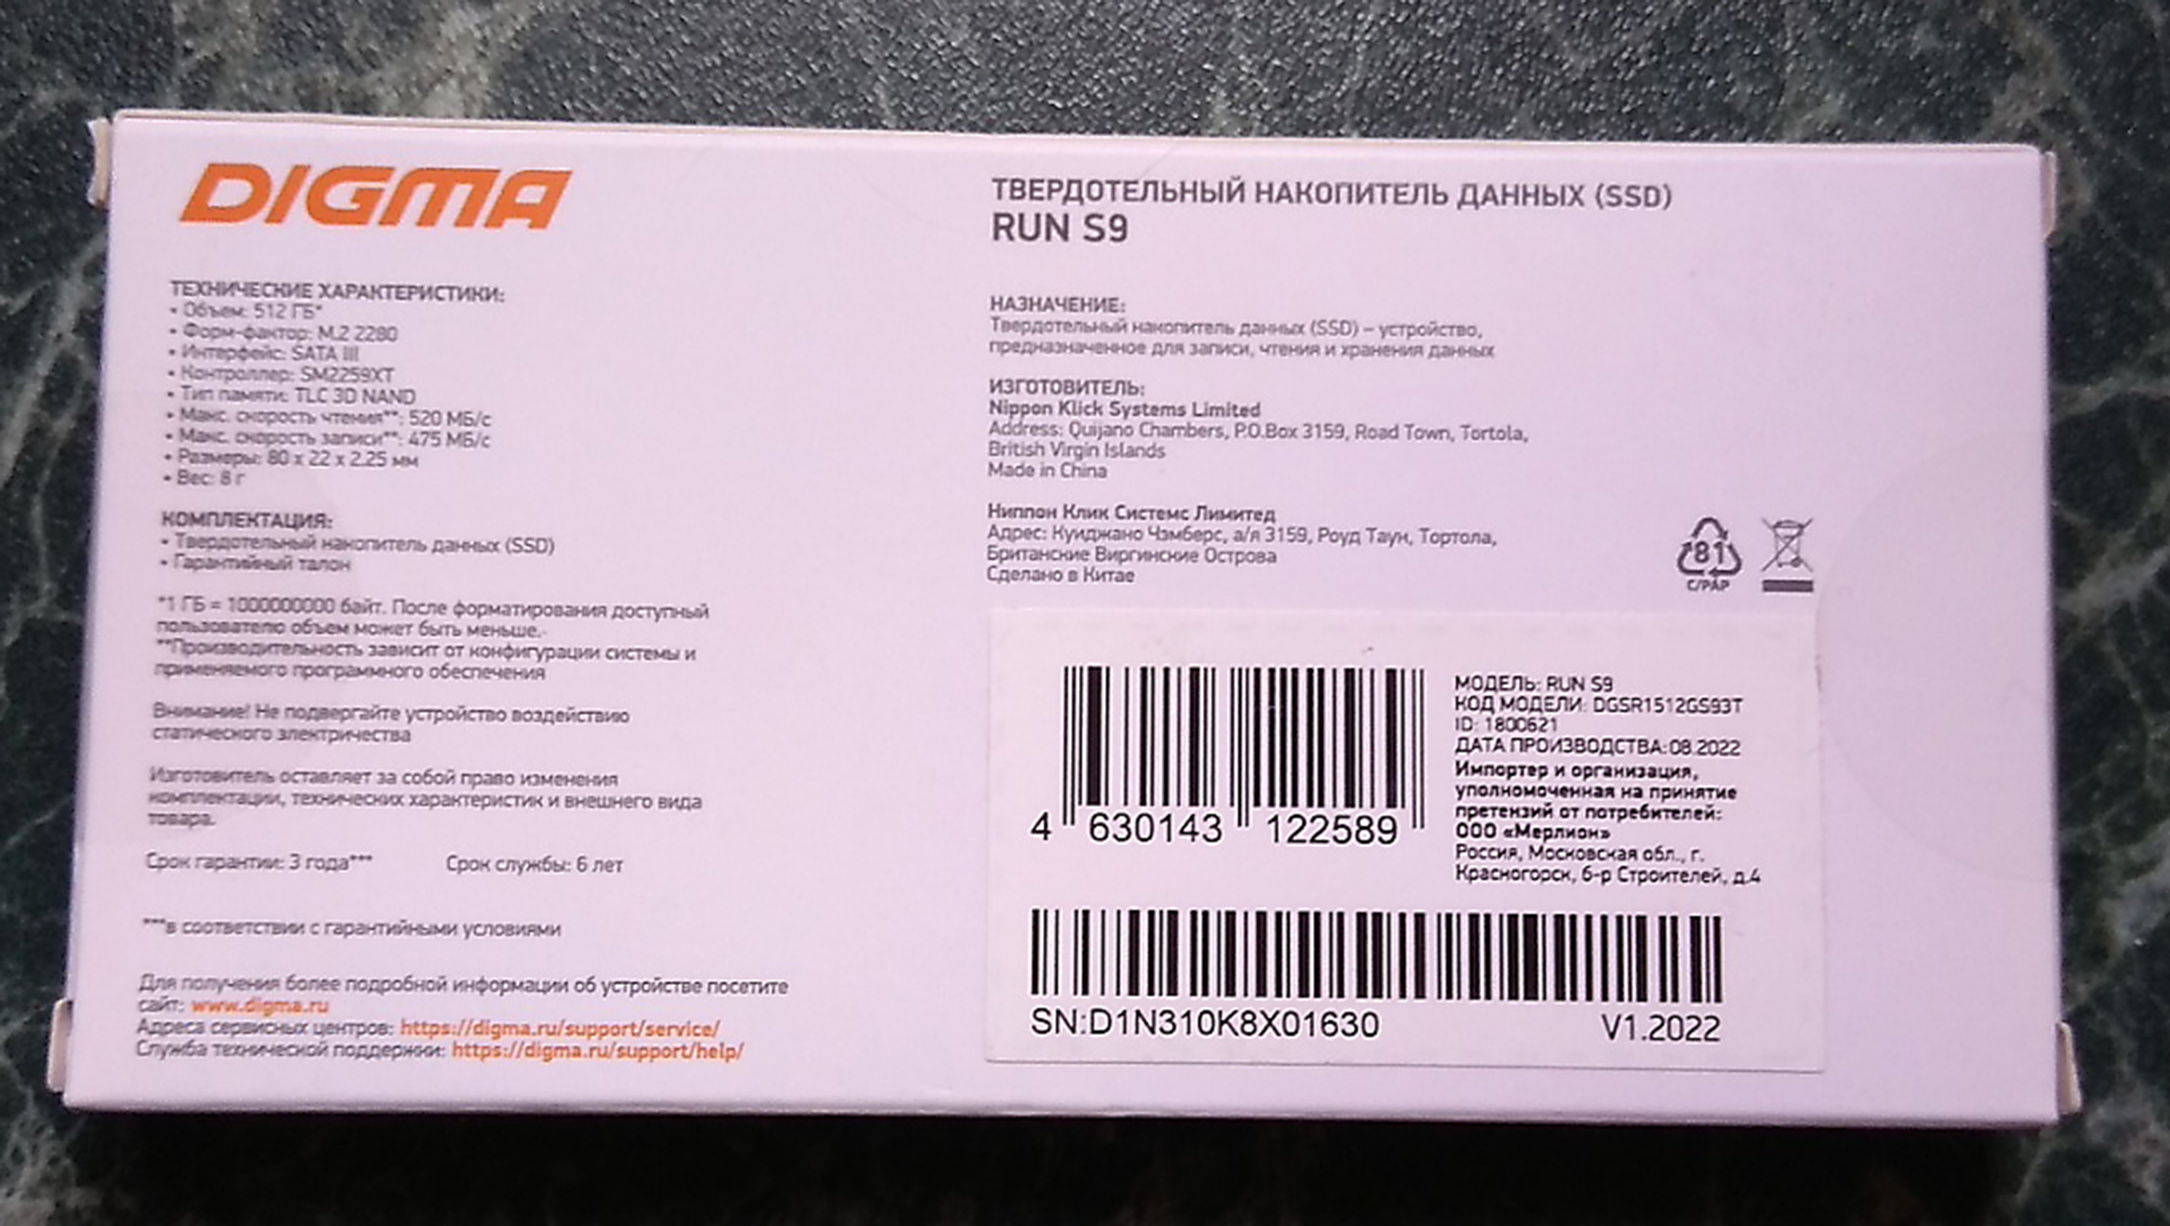 DIGMA
ТЕХНИЧЕСКИЕ ХАРАКТЕРИСТИКИ:
• Объем: 512 ГБ*
• Форм-фактор: M.2 2280
• Интерфейс: SATA III
• Контроллер: SM2259XT
• Тип памяти: TLC 3D NAND
• Макс. скорость чтения**: 520 МБ/с
• Макс. скорость записи**: 475 МБ/с
• Размеры: 80 x 22 x 2.25 мм
• Вес: 8 г
КОМПЛЕКТАЦИЯ:
• Твердотельный накопитель данных (SSD)
• Гарантийный талон
*1 ГБ = 1000000000 байт. После форматирования доступный
пользователю объем может быть меньше.
**Производительность зависит от конфигурации системы и
применяемого программного обеспечения
Внимание! Не подвергайте устройство воздействию
статического электричества
Изготовитель оставляет за собой право изменения
комплектации, технических характеристик и внешнего вида
товара.
Срок гарантии: 3 года*** Срок службы: 6 лет
***в соответствии с гарантийными условиями
Для получения более подробной информации об устройстве посетите
сайт: www.digma.ru
Адреса сервисных центров: https://digma.ru/support/service/
Служба технической поддержки: https://digma.ru/support/help/
ТВЕРДОТЕЛЬНЫЙ НАКОПИТЕЛЬ ДАННЫХ (SSD)
RUN S9
НАЗНАЧЕНИЕ:
Твердотельный накопитель данных (SSD) – устройство,
предназначенное для записи, чтения и хранения данных
ИЗГОТОВИТЕЛЬ:
Nippon Klick Systems Limited
Address: Quijano Chambers, P.O.Box 3159, Road Town, Tortola,
British Virgin Islands
Made in China
Ниппон Клик Системс Лимитед
Адрес: Куиджано Чэмберс, а/я 3159, Роуд Таун, Тортола,
Британские Виргинские Острова
Сделано в Китае
81
C/PAP
4 630143 122589
МОДЕЛЬ: RUN S9
КОД МОДЕЛИ: DGSR1512GS93T
ID: 1800621
ДАТА ПРОИЗВОДСТВА: 08.2022
Импортер и организация,
уполномоченная на принятие
претензий от потребителей:
ООО «Мерлион»
Россия, Московская обл., г.
Красногорск, б-р Строителей, д.4
SN:D1N310K8X01630 V1.2022